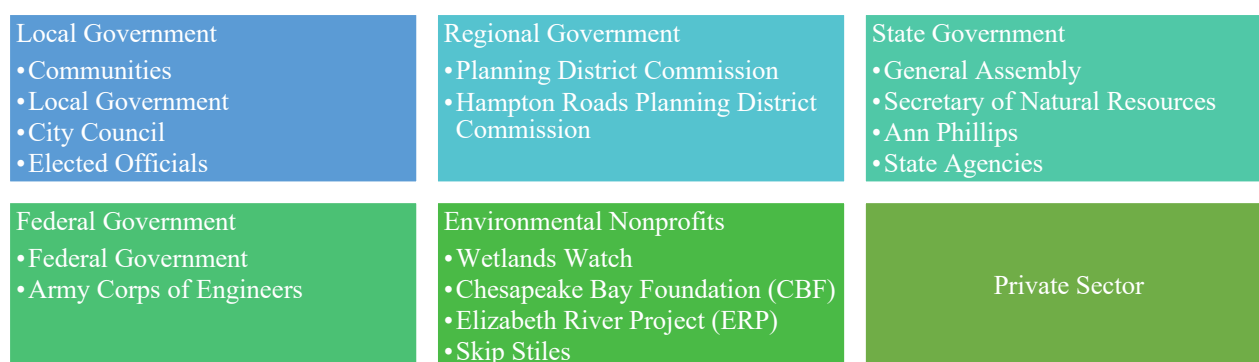 Local Government
•Communities
•Local Government
•City Council
•Elected Officials
Regional Government
•Planning District Commission
•Hampton Roads Planning District
Commission
State Government
•General Assembly
•Secretary of Natural Resources
•Ann Phillips
•State Agencies
Federal Government
•Federal Government
•Army Corps of Engineers
Environmental Nonprofits
•Wetlands Watch
•Chesapeake Bay Foundation (CBF)
•Elizabeth River Project (ERP)
•Skip Stiles
Private Sector